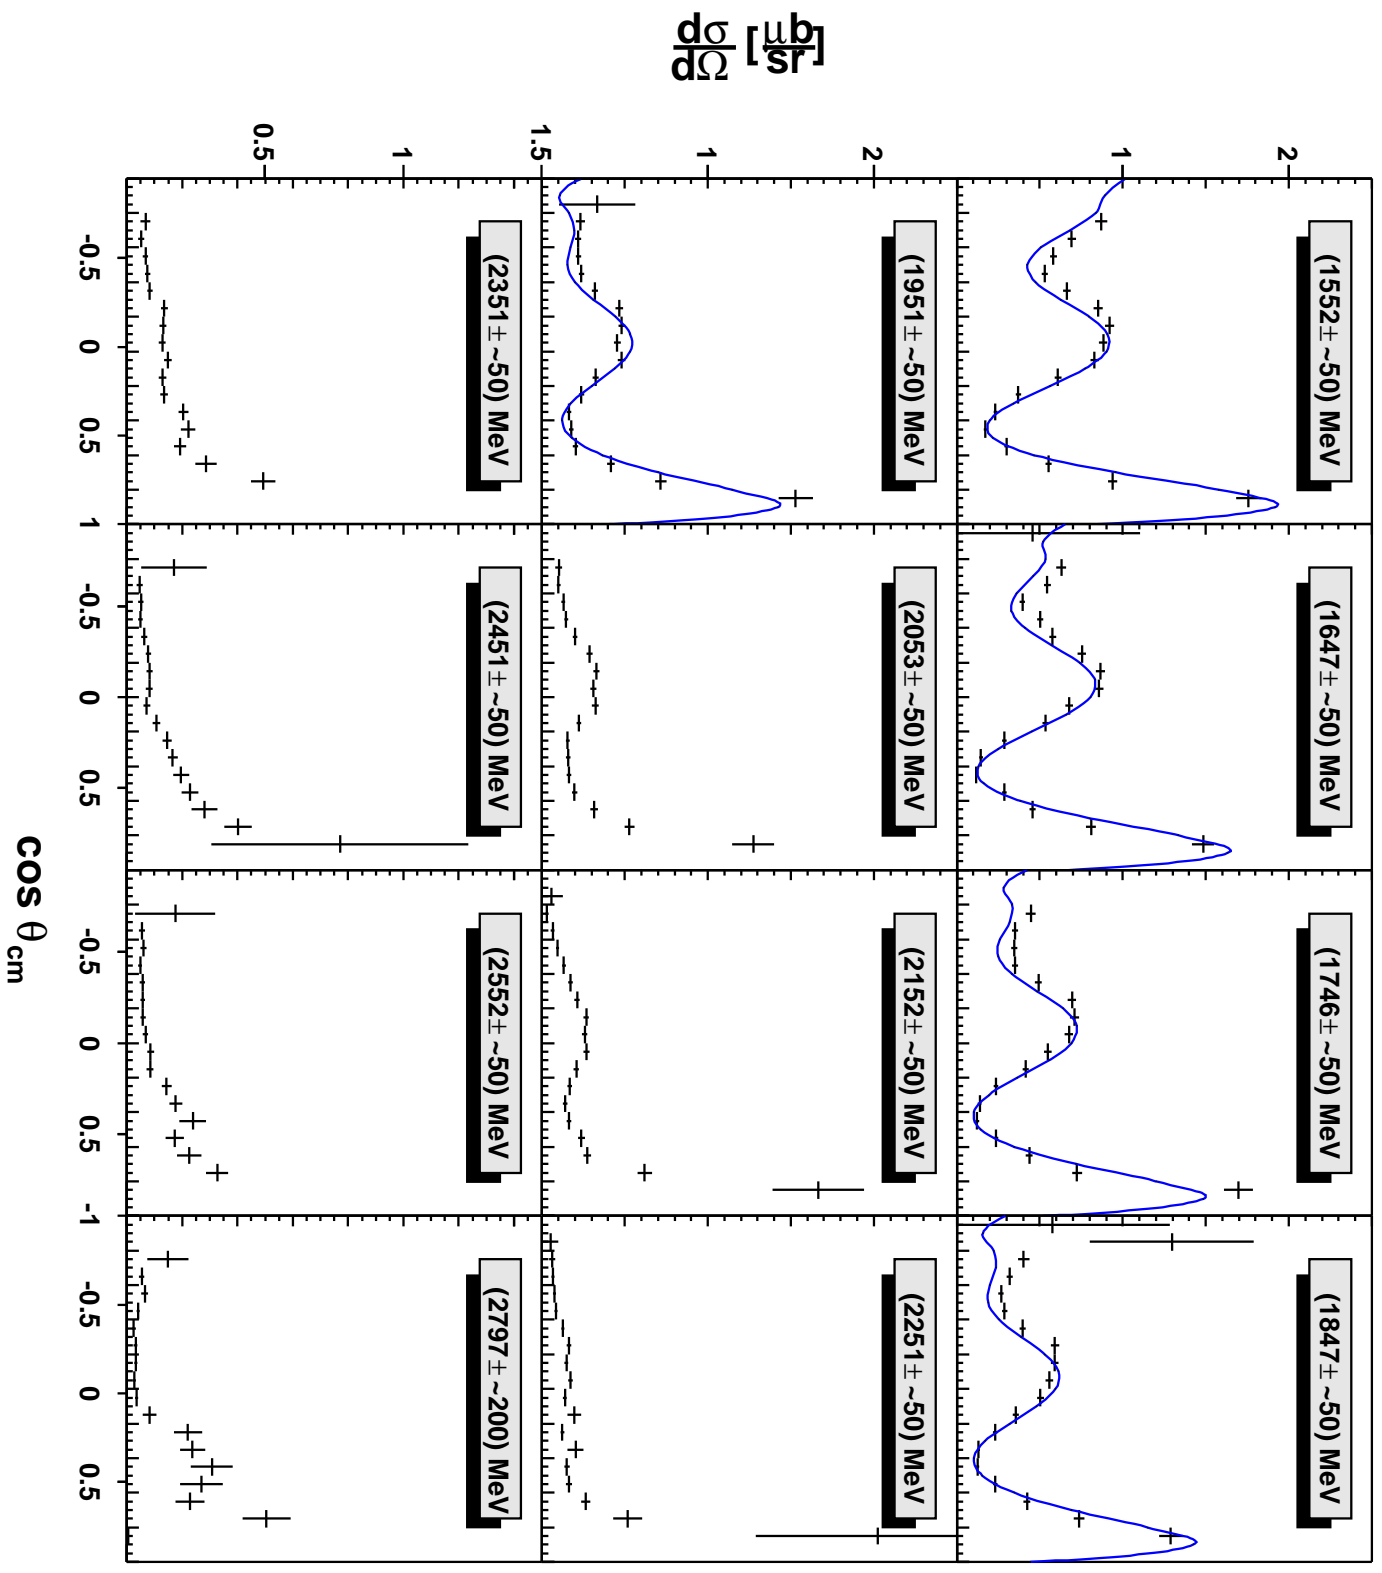 dσ/dΩ [μb/sr]
2
1
(1552±~50) MeV
(1647±~50) MeV
(1746±~50) MeV
(1847±~50) MeV
2
1
(1951±~50) MeV
(2053±~50) MeV
(2152±~50) MeV
(2251±~50) MeV
1.5
1
0.5
(2351±~50) MeV
(2451±~50) MeV
(2552±~50) MeV
(2797±~200) MeV
-0.5 0 0.5 1 -0.5 0 0.5 -0.5 0 0.5 -1 -0.5 0 0.5
cos θcm